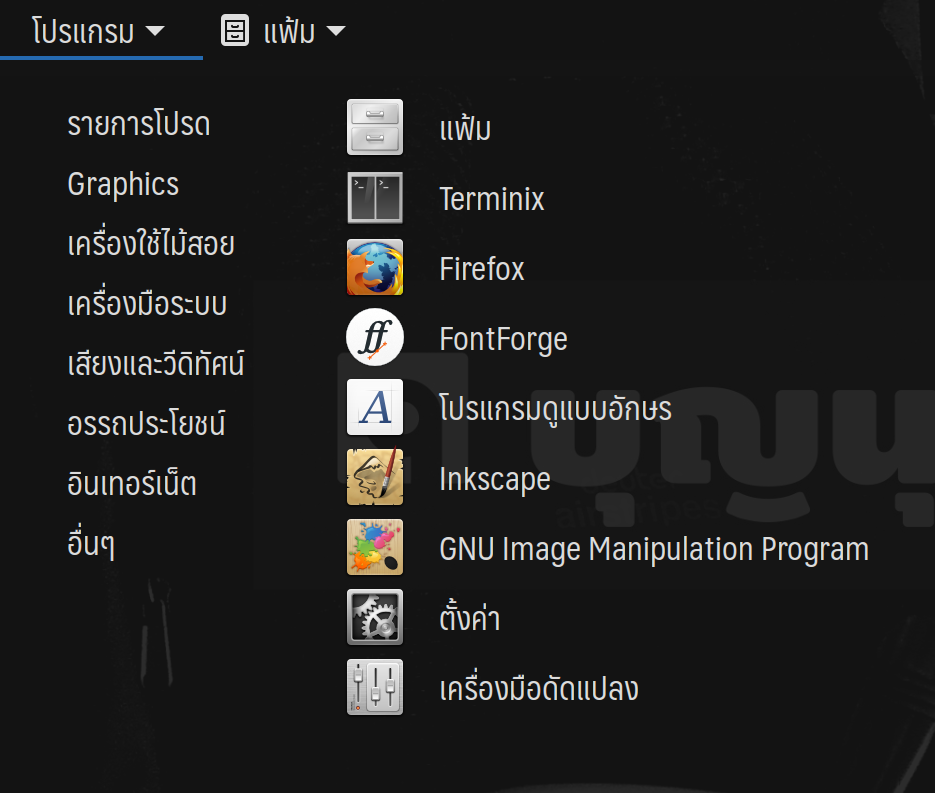 โปรแกรม แฟ้ม
รายการโปรด
Graphics
เครื่องใช้ไม้สอย
เครื่องมือระบบ
เสียงและวีดิทัศน์
อรรถประโยชน์
อินเทอร์เน็ต
อื่นๆ
แฟ้ม
Terminix
Firefox
FontForge
โปรแกรมดูแบบอักษร
Inkscape
GNU Image Manipulation Program
ตั้งค่า
เครื่องมือดัดแปลง